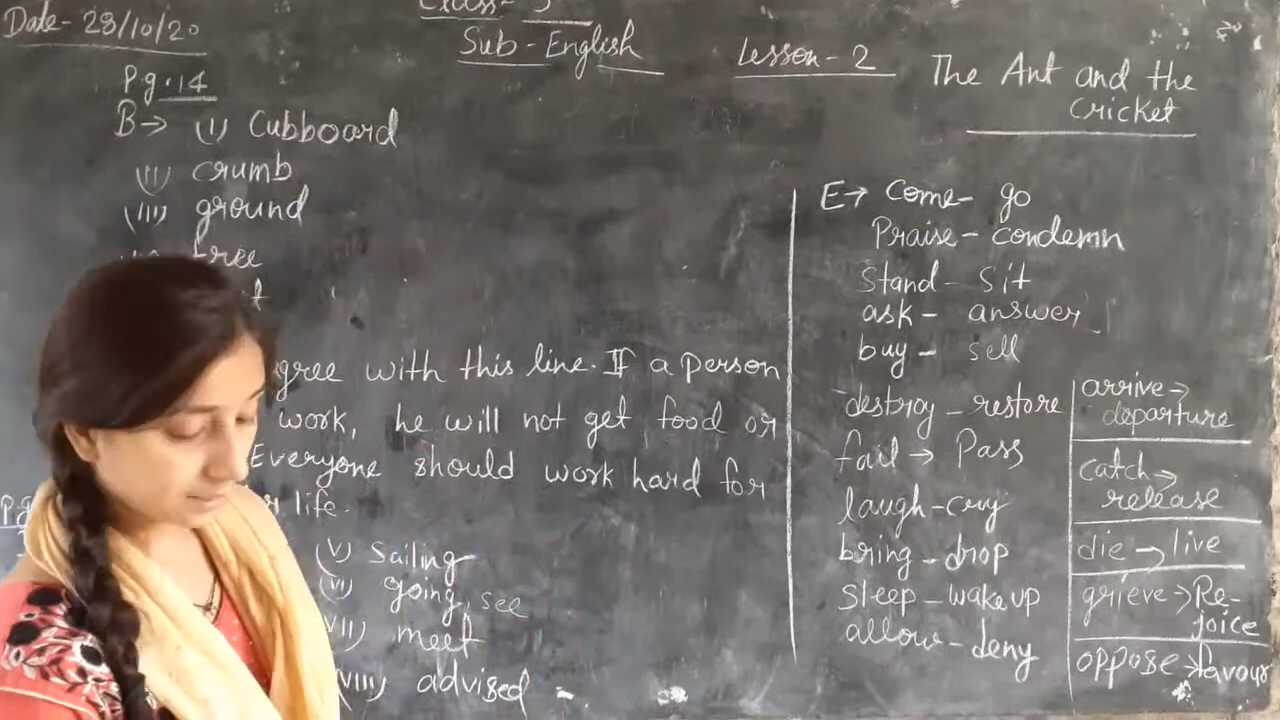 Date- 28/10/20
Class- 5
Sub - English
Lesson - 2
The Ant and the
Cricket
Pg. 14
B→ (i) Cubboard
(ii) crumb
(iii) ground
tree
gree with this line. If a person
work, he will not get food or
Everyone should work hard for
life.
Pg
(v) Sailing
(vi) going, see
(vii) meet
(viii) advised
E→ Come- go
Praise - condemn
Stand - sit
ask - answer
buy - sell
destroy - restore
fail → Pass
laugh - cry
bring - drop
Sleep - wake up
allow - deny
arrive →
departure
catch →
release
die → live
grieve → Re-
joice
oppose → favour